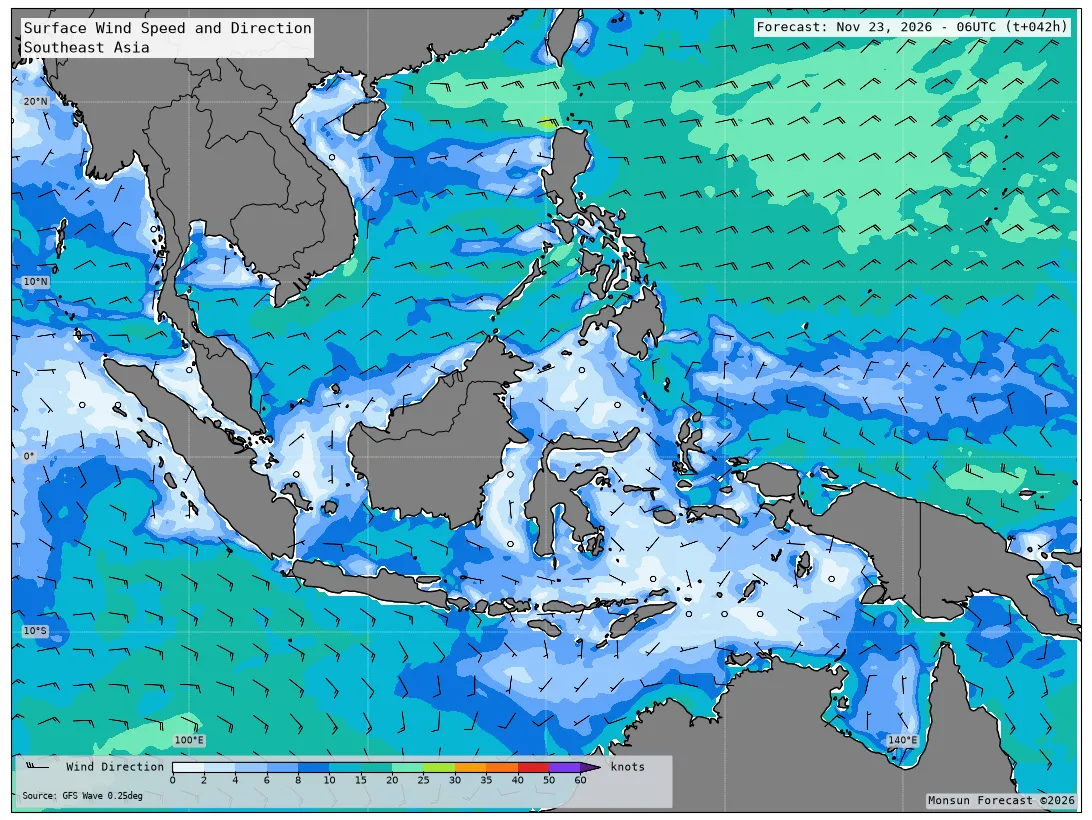 Surface Wind Speed and Direction
Southeast Asia
Forecast: Nov 23, 2026 - 06UTC (t+042h)
20°N
10°N
0°
10°S
100°E
140°E
Wind Direction
0 2 4 6 8 10 15 20 25 30 35 40 50 60
knots
Source: GFS Wave 0.25deg
Monsun Forecast ©2026